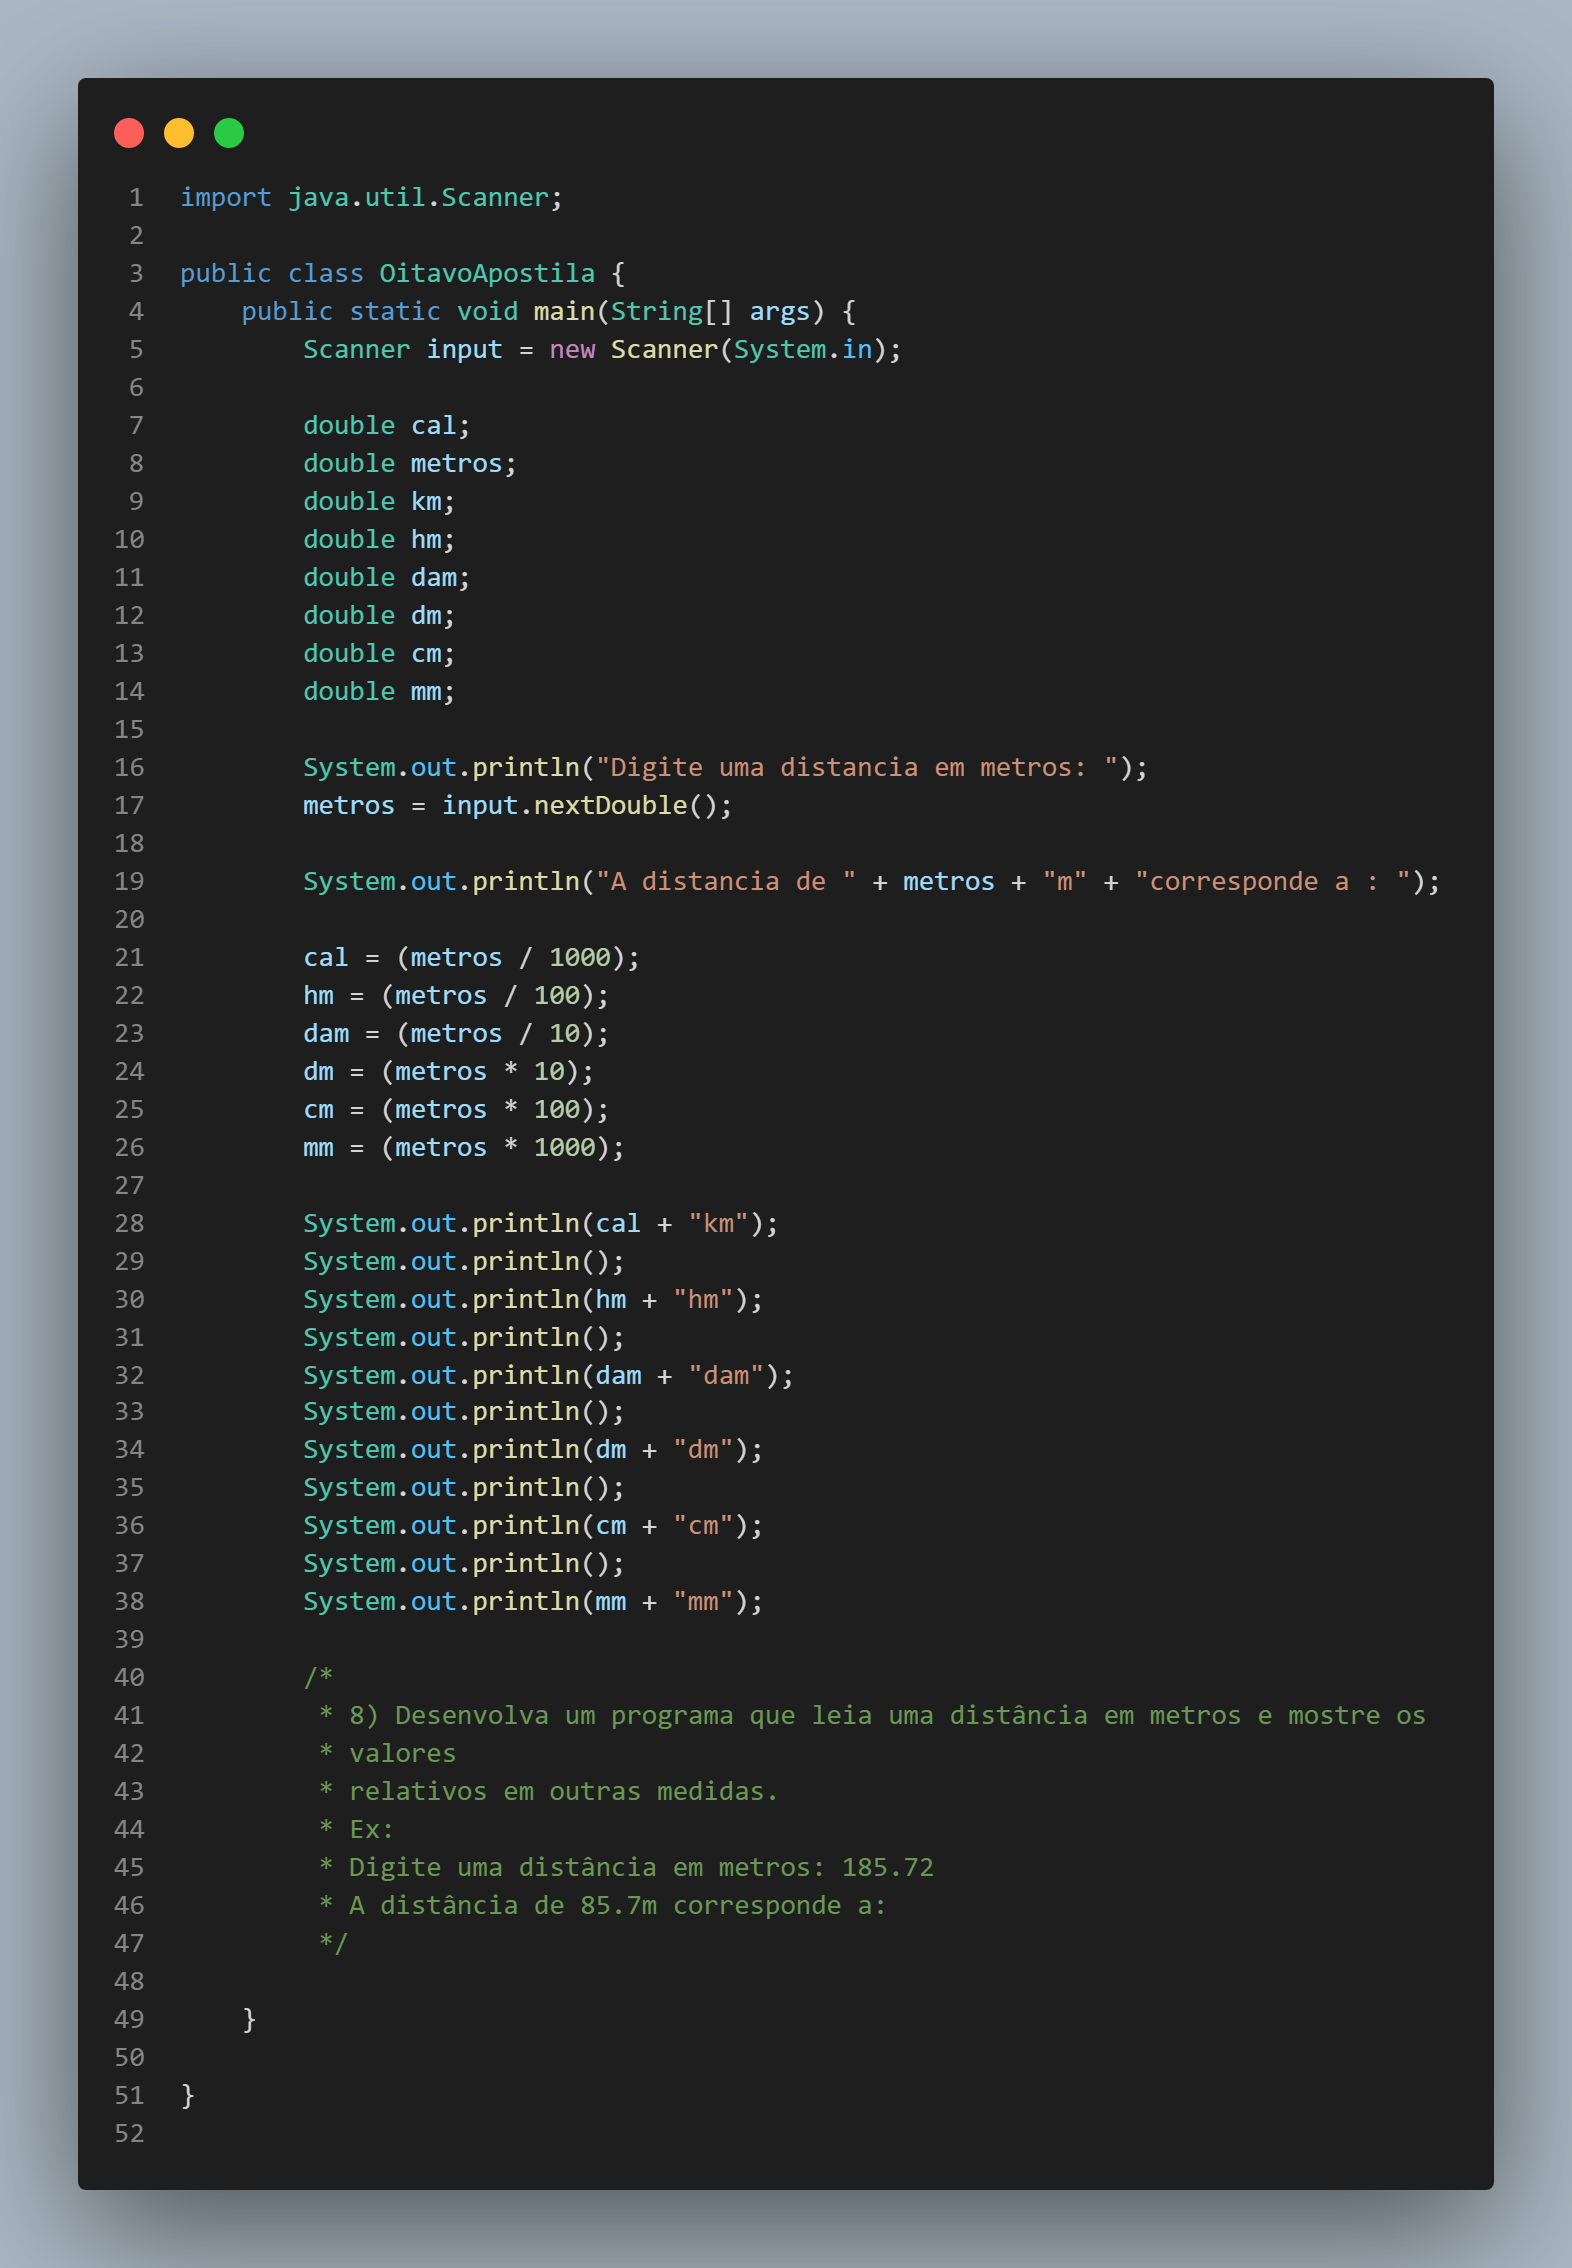 1 import java.util.Scanner;
2
3 public class OitavoApostila {
4     public static void main(String[] args) {
5         Scanner input = new Scanner(System.in);
6
7         double cal;
8         double metros;
9         double km;
10         double hm;
11         double dam;
12         double dm;
13         double cm;
14         double mm;
15
16         System.out.println("Digite uma distancia em metros: ");
17         metros = input.nextDouble();
18
19         System.out.println("A distancia de " + metros + "m" + "corresponde a : ");
20
21         cal = (metros / 1000);
22         hm = (metros / 100);
23         dam = (metros / 10);
24         dm = (metros * 10);
25         cm = (metros * 100);
26         mm = (metros * 1000);
27
28         System.out.println(cal + "km");
29         System.out.println();
30         System.out.println(hm + "hm");
31         System.out.println();
32         System.out.println(dam + "dam");
33         System.out.println();
34         System.out.println(dm + "dm");
35         System.out.println();
36         System.out.println(cm + "cm");
37         System.out.println();
38         System.out.println(mm + "mm");
39
40         /*
41          * 8) Desenvolva um programa que leia uma distância em metros e mostre os
42          * valores
43          * relativos em outras medidas.
44          * Ex:
45          * Digite uma distância em metros: 185.72
46          * A distância de 85.7m corresponde a:
47          */
48
49     }
50
51 }
52